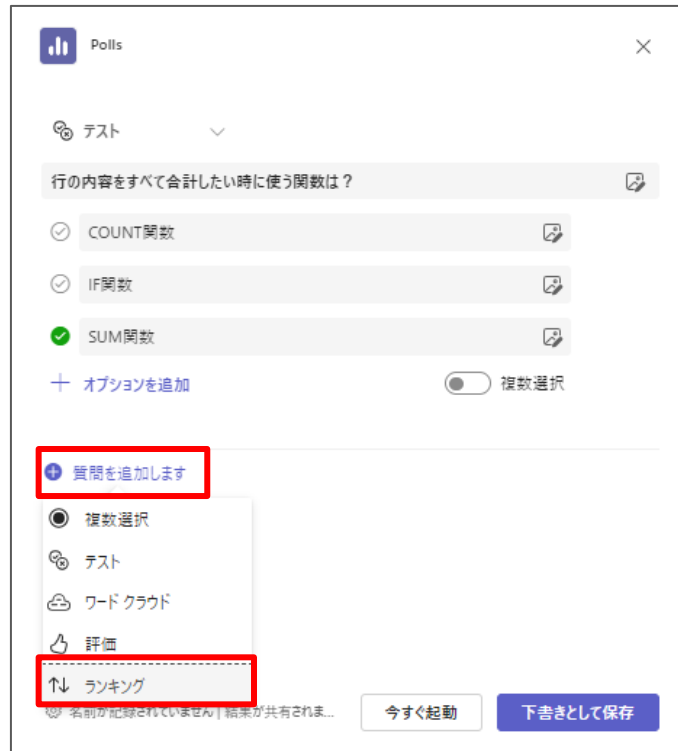 Polls
テスト
行の内容をすべて合計したい時に使う関数は？
COUNT関数
IF関数
SUM関数
オプションを追加
複数選択
質問を追加します
複数選択
テスト
ワード クラウド
評価
ランキング
名前が記録されていません | 結果が共有されま...
今すぐ起動
下書きとして保存